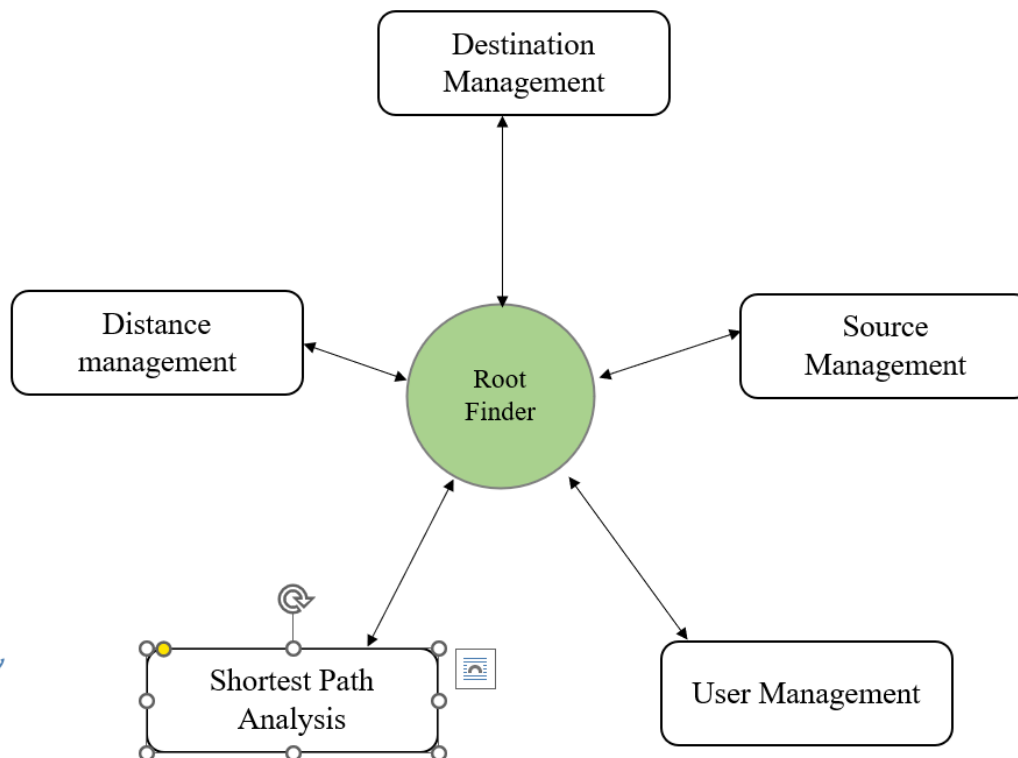 Destination
Management
Distance
management
Source
Management
Root
Finder
Shortest Path
Analysis
User Management